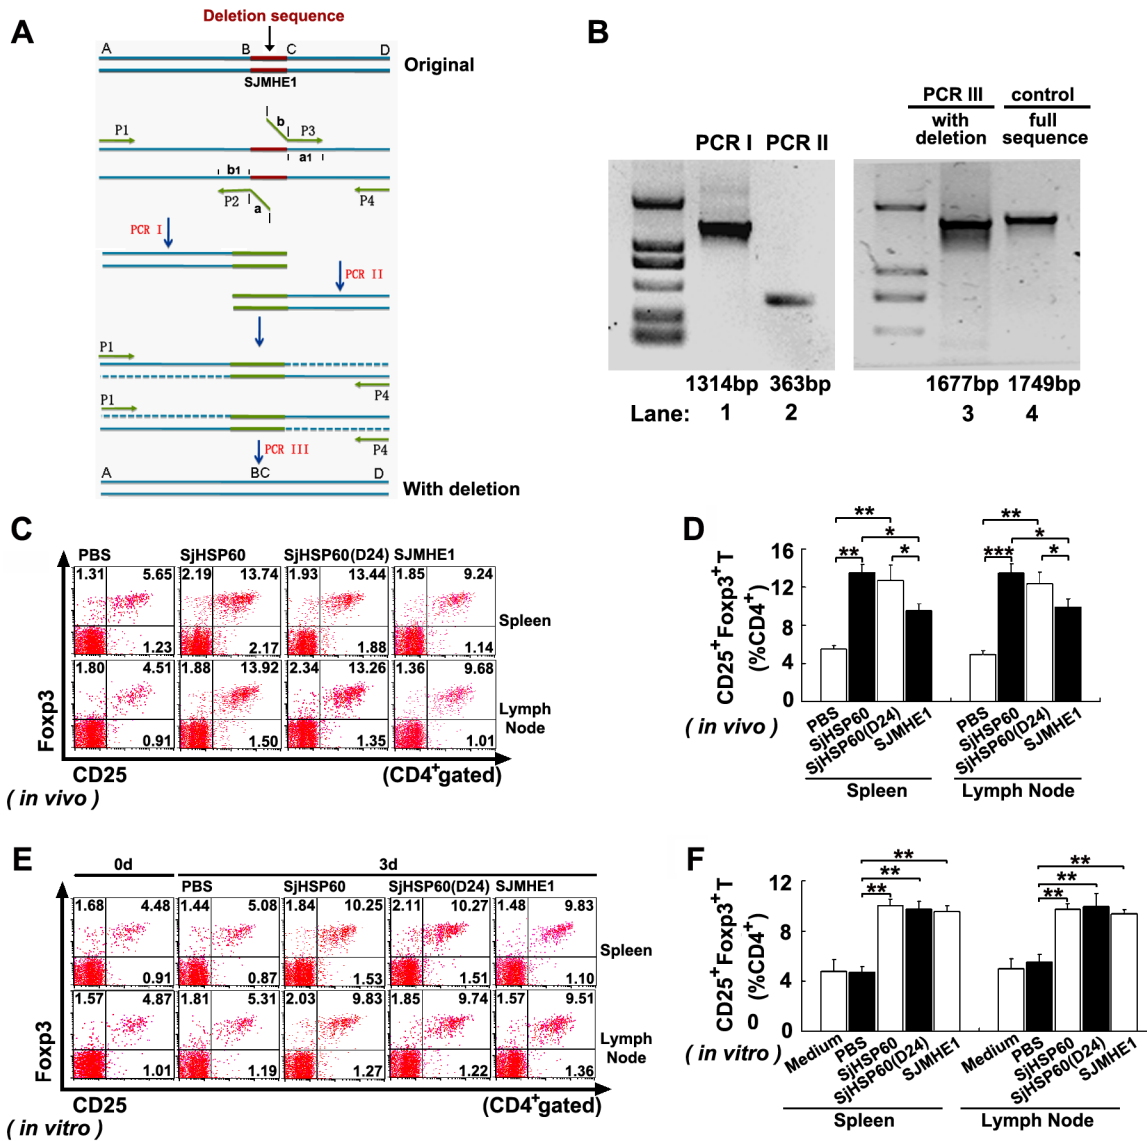 A
Deletion sequence
A B C D
Original
SJMHE1
P1 b P3
a1
b1
P2 a P4
PCR I
PCR II
P1
P4
P1
P4
PCR III
A BC D
With deletion
B
PCR I PCR II
PCR III control
with deletion full sequence
1314bp 363bp 1677bp 1749bp
Lane: 1 2 3 4
C
PBS SjHSP60 SjHSP60(D24) SJMHE1
1.31 5.65 2.19 13.74 1.93 13.44 1.85 9.24
Spleen
1.23 2.17 1.88 1.14
1.80 4.51 1.88 13.92 2.34 13.26 1.36 9.68
Lymph Node
0.91 1.50 1.35 1.01
Foxp3
CD25 (CD4+gated)
( in vivo )
D
CD25+Foxp3+T
(%CD4+)
16
12
8
4
0
** ** * *
** *** * *
PBS SjHSP60 SjHSP60(D24) SJMHE1 PBS SjHSP60 SjHSP60(D24) SJMHE1
( in vivo )
Spleen Lymph Node
E
0d 3d
PBS SjHSP60 SjHSP60(D24) SJMHE1
1.68 4.48 1.44 5.08 1.84 10.25 2.11 10.27 1.48 9.83
Spleen
0.91 0.87 1.53 1.51 1.10
1.57 4.87 1.81 5.31 2.03 9.83 1.85 9.74 1.57 9.51
Lymph Node
1.01 1.19 1.27 1.22 1.36
Foxp3
CD25 (CD4+gated)
( in vitro )
F
CD25+Foxp3+T
(%CD4+)
0
12
8
4
0
** ** **
** ** **
Medium PBS SjHSP60 SjHSP60(D24) SJMHE1 Medium PBS SjHSP60 SjHSP60(D24) SJMHE1
( in vitro )
Spleen Lymph Node